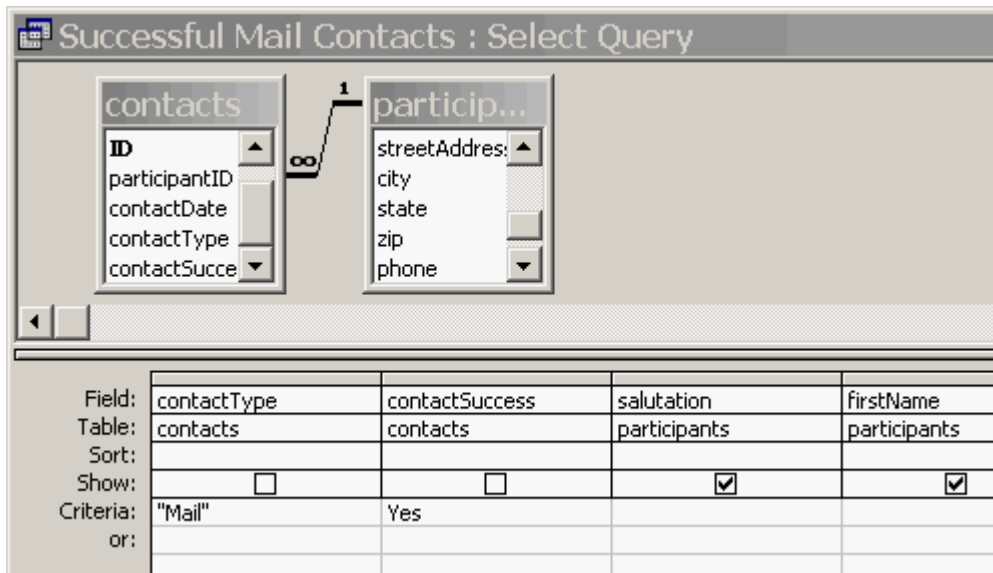 Successful Mail Contacts : Select Query
contacts
ID
participantID
contactDate
contactType
contactSucce
∞
1
particip...
streetAddres
city
state
zip
phone
Field: contactType contactSuccess salutation firstName
Table: contacts contacts participants participants
Sort:
Show:
Criteria: "Mail" Yes
or: